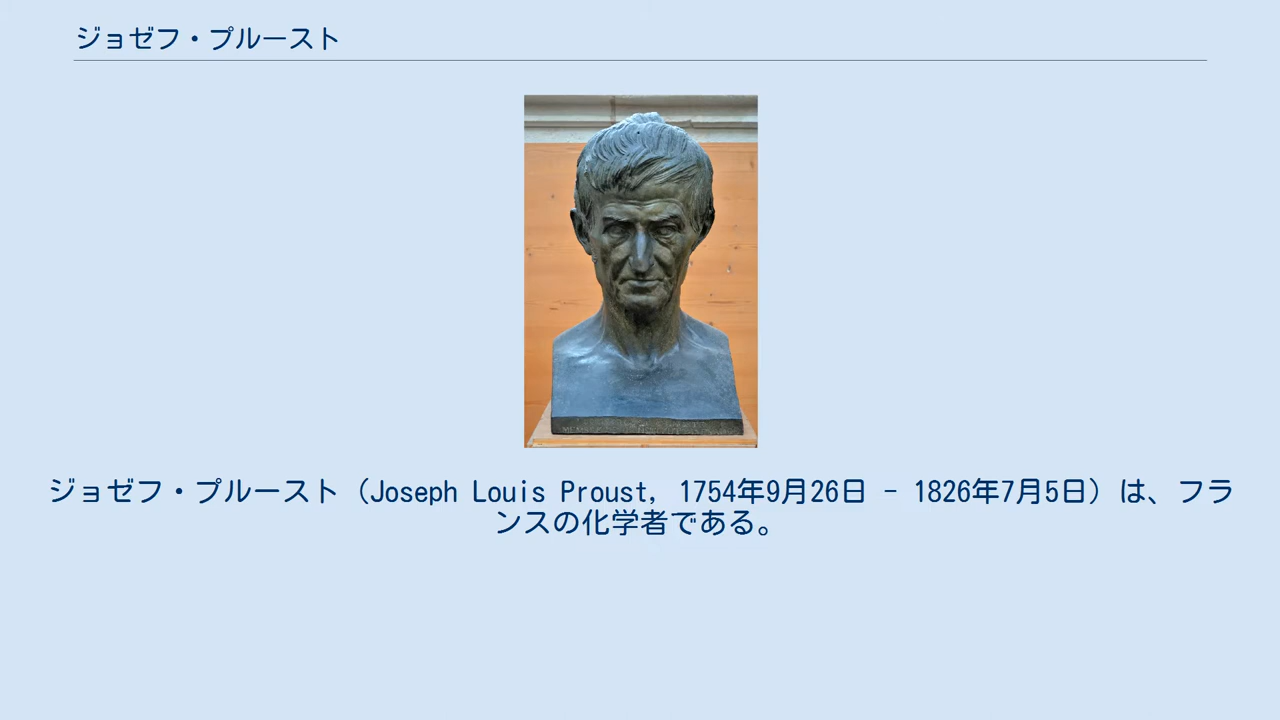 ジョゼフ・プルースト
ジョゼフ・プルースト（Joseph Louis Proust, 1754年9月26日 - 1826年7月5日）は、フラ
ンスの化学者である。